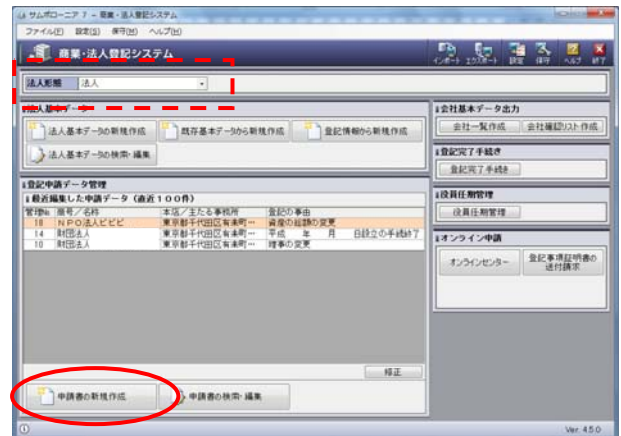 サムポローニア 7 - 商業・法人登記システム
ファイル(F) 設定(S) 保守(H) ヘルプ(H)
商業・法人登記システム
インポート エクスポート 設定 保守 ヘルプ 終了
法人形態 法人
法人基本データ
法人基本データの新規作成 既存基本データから新規作成 登記情報から新規作成
法人基本データの検索・編集
登記申請データ管理
最近編集した申請データ (直近100件)
管理No 商号/名称 本店/主たる事務所 登記の事由
18 NPO法人ビビビ 東京都千代田区有未町… 資産の総額の変更
14 財団法人 東京都千代田区有未町… 平成 年 月 日設立の手続終了
10 財団法人 東京都千代田区有未町… 理事の変更
修正
申請書の新規作成 申請書の検索・編集
会社基本データ出力
会社一覧作成 会社確認リスト作成
登記完了手続き
登記完了手続き
役員任期管理
役員任期管理
オンライン申請
オンラインセンター 登記事項証明書の
送付請求
Ver. 4.5.0